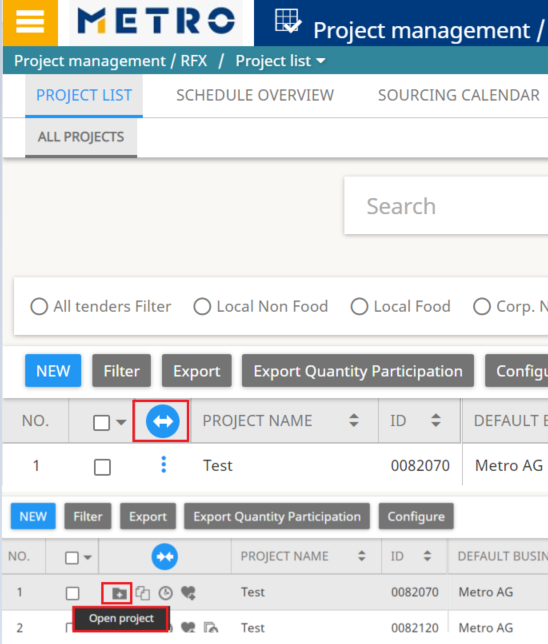 METRO
Project management /
Project management / RFX / Project list
PROJECT LIST SCHEDULE OVERVIEW SOURCING CALENDAR
ALL PROJECTS
Search
All tenders Filter Local Non Food Local Food Corp. N
NEW Filter Export Export Quantity Participation Configu
NO. PROJECT NAME ID DEFAULT B
1 Test 0082070 Metro AG
NEW Filter Export Export Quantity Participation Configure
NO. PROJECT NAME ID DEFAULT BUSIN
1 Test 0082070 Metro AG
Open project
2 Test 0082120 Metro AG